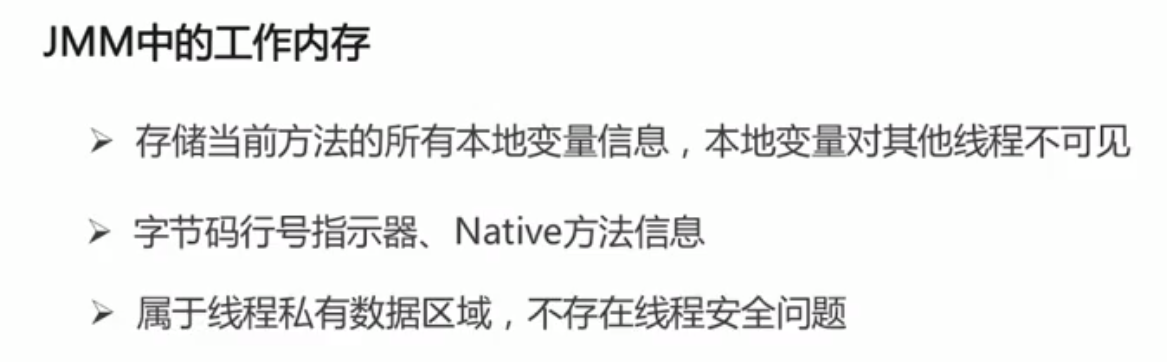 JMM中的工作内存
存储当前方法的所有本地变量信息，本地变量对其他线程不可见
字节码行号指示器、Native方法信息
属于线程私有数据区域，不存在线程安全问题